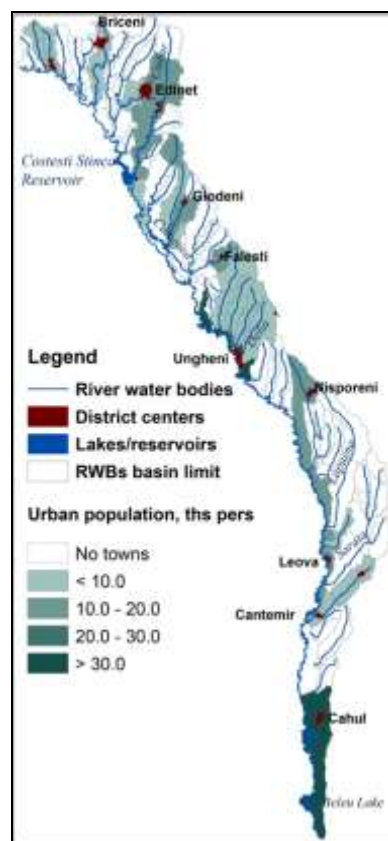 Briceni
Edinet
Costesti Stinca
Reservoir
Glodeni
Falesti
Ungheni
Nisporeni
Legend
River water bodies
District centers
Lakes/reservoirs
RWBs basin limit
Urban population, ths pers
No towns
< 10.0
10.0 - 20.0
20.0 - 30.0
> 30.0
Sarata
Leova
Cantemir
Cahul
Beleu Lake